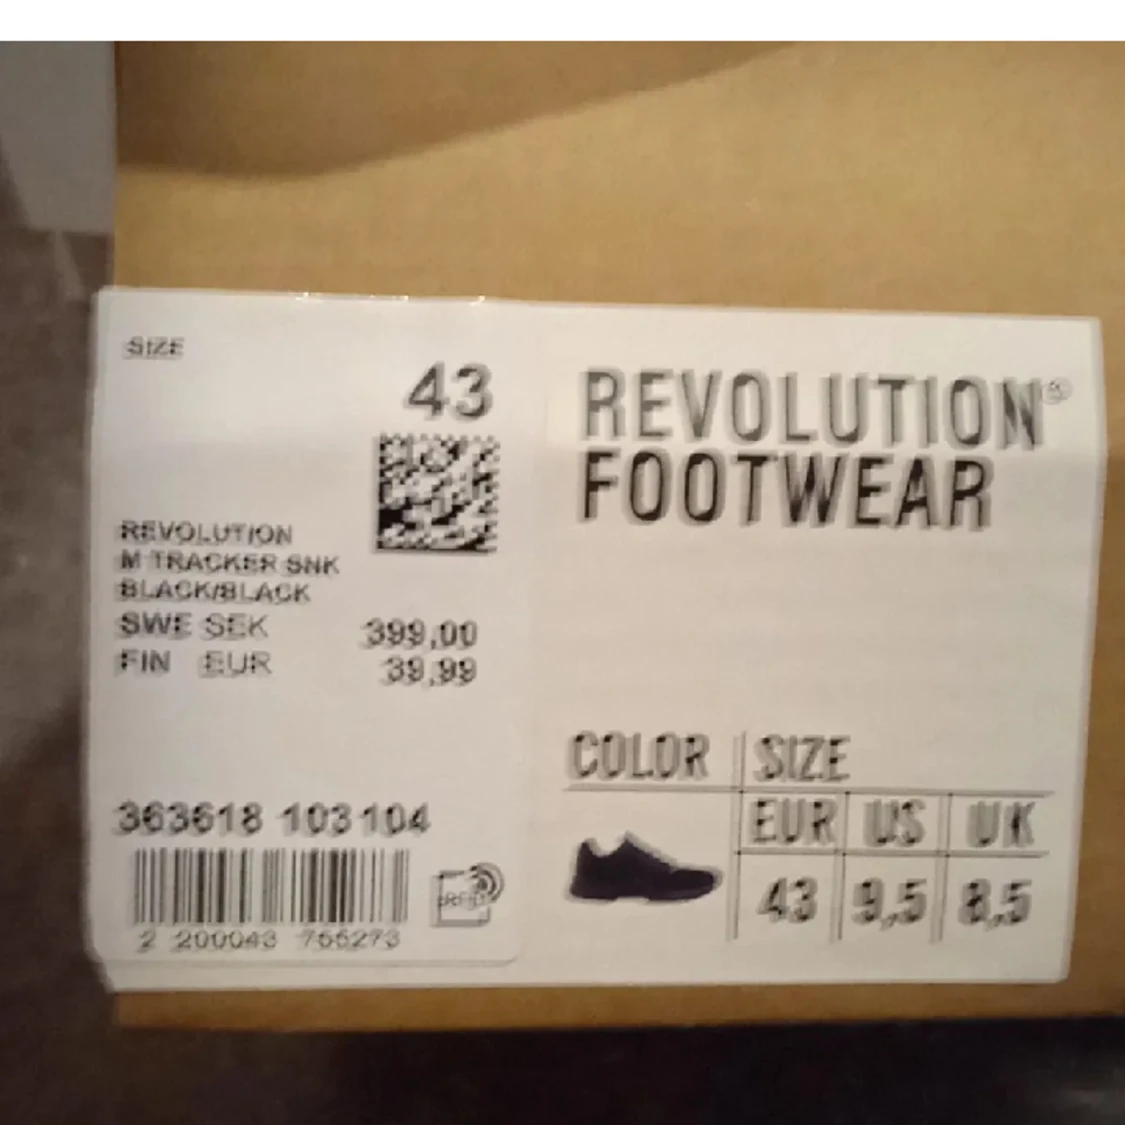 SIZE
43
REVOLUTION
M TRACKER SNK
BLACK/BLACK
SWE SEK 399,00
FIN EUR 39,99
363618 103104
RFID
2 200043 755273
REVOLUTION®
FOOTWEAR
COLOR SIZE
EUR US UK
43 9,5 8,5